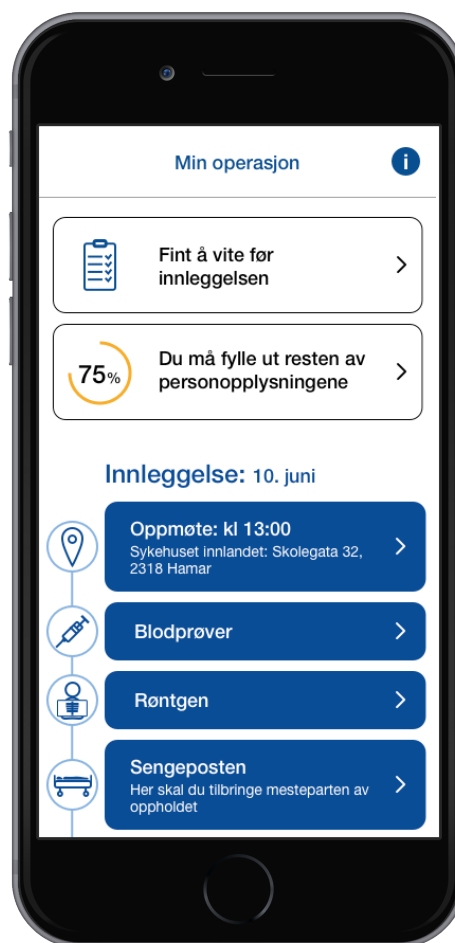 Min operasjon
i
Fint å vite før
innleggelsen
75%
Du må fylle ut resten av
personopplysningene
Innleggelse: 10. juni
Oppmøte: kl 13:00
Sykehuset innlandet: Skolegata 32,
2318 Hamar
Blodprøver
Røntgen
Sengeposten
Her skal du tilbringe mesteparten av
oppholdet